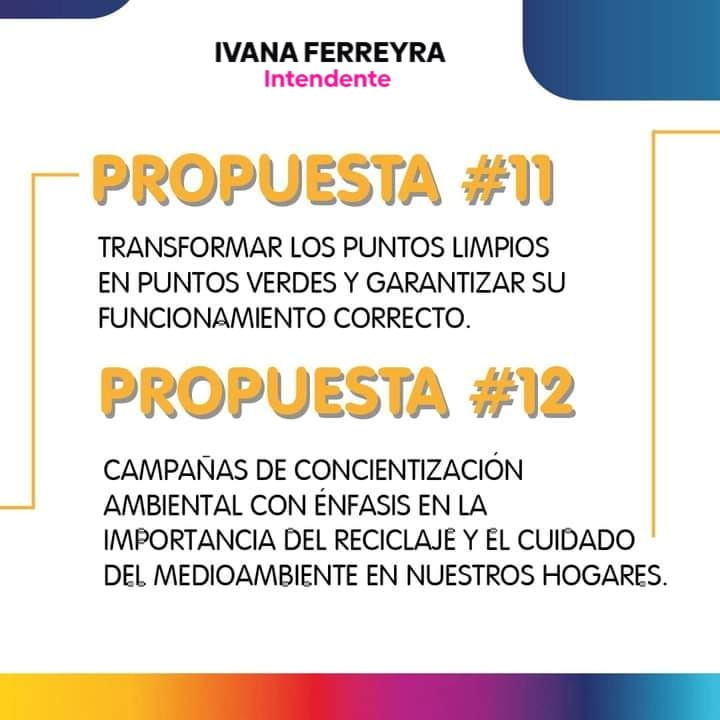 IVANA FERREYRA
Intendente
PROPUESTA #11
TRANSFORMAR LOS PUNTOS LIMPIOS
EN PUNTOS VERDES Y GARANTIZAR SU
FUNCIONAMIENTO CORRECTO.
PROPUESTA #12
CAMPAÑAS DE CONCIENTIZACIÓN
AMBIENTAL CON ÉNFASIS EN LA
IMPORTANCIA DEL RECICLAJE Y EL CUIDADO
DEL MEDIOAMBIENTE EN NUESTROS HOGARES.